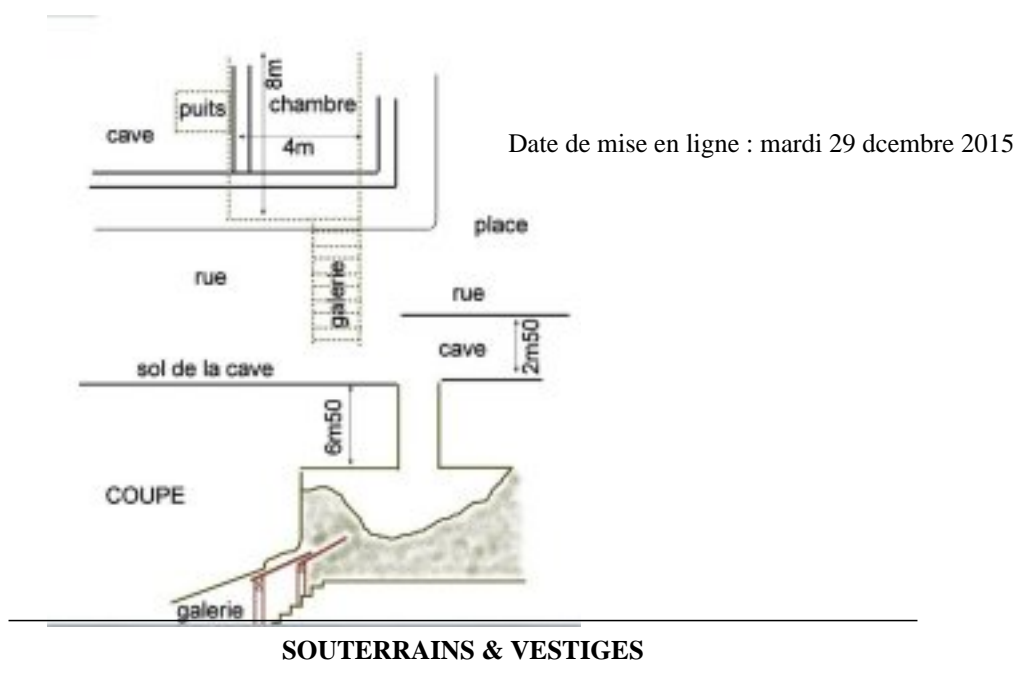 8m
puits
chambre
cave
4m
Date de mise en ligne : mardi 29 dcembre 2015
place
rue
galerie
rue
cave
2m50
sol de la cave
6m50
COUPE
galerie
SOUTERRAINS & VESTIGES